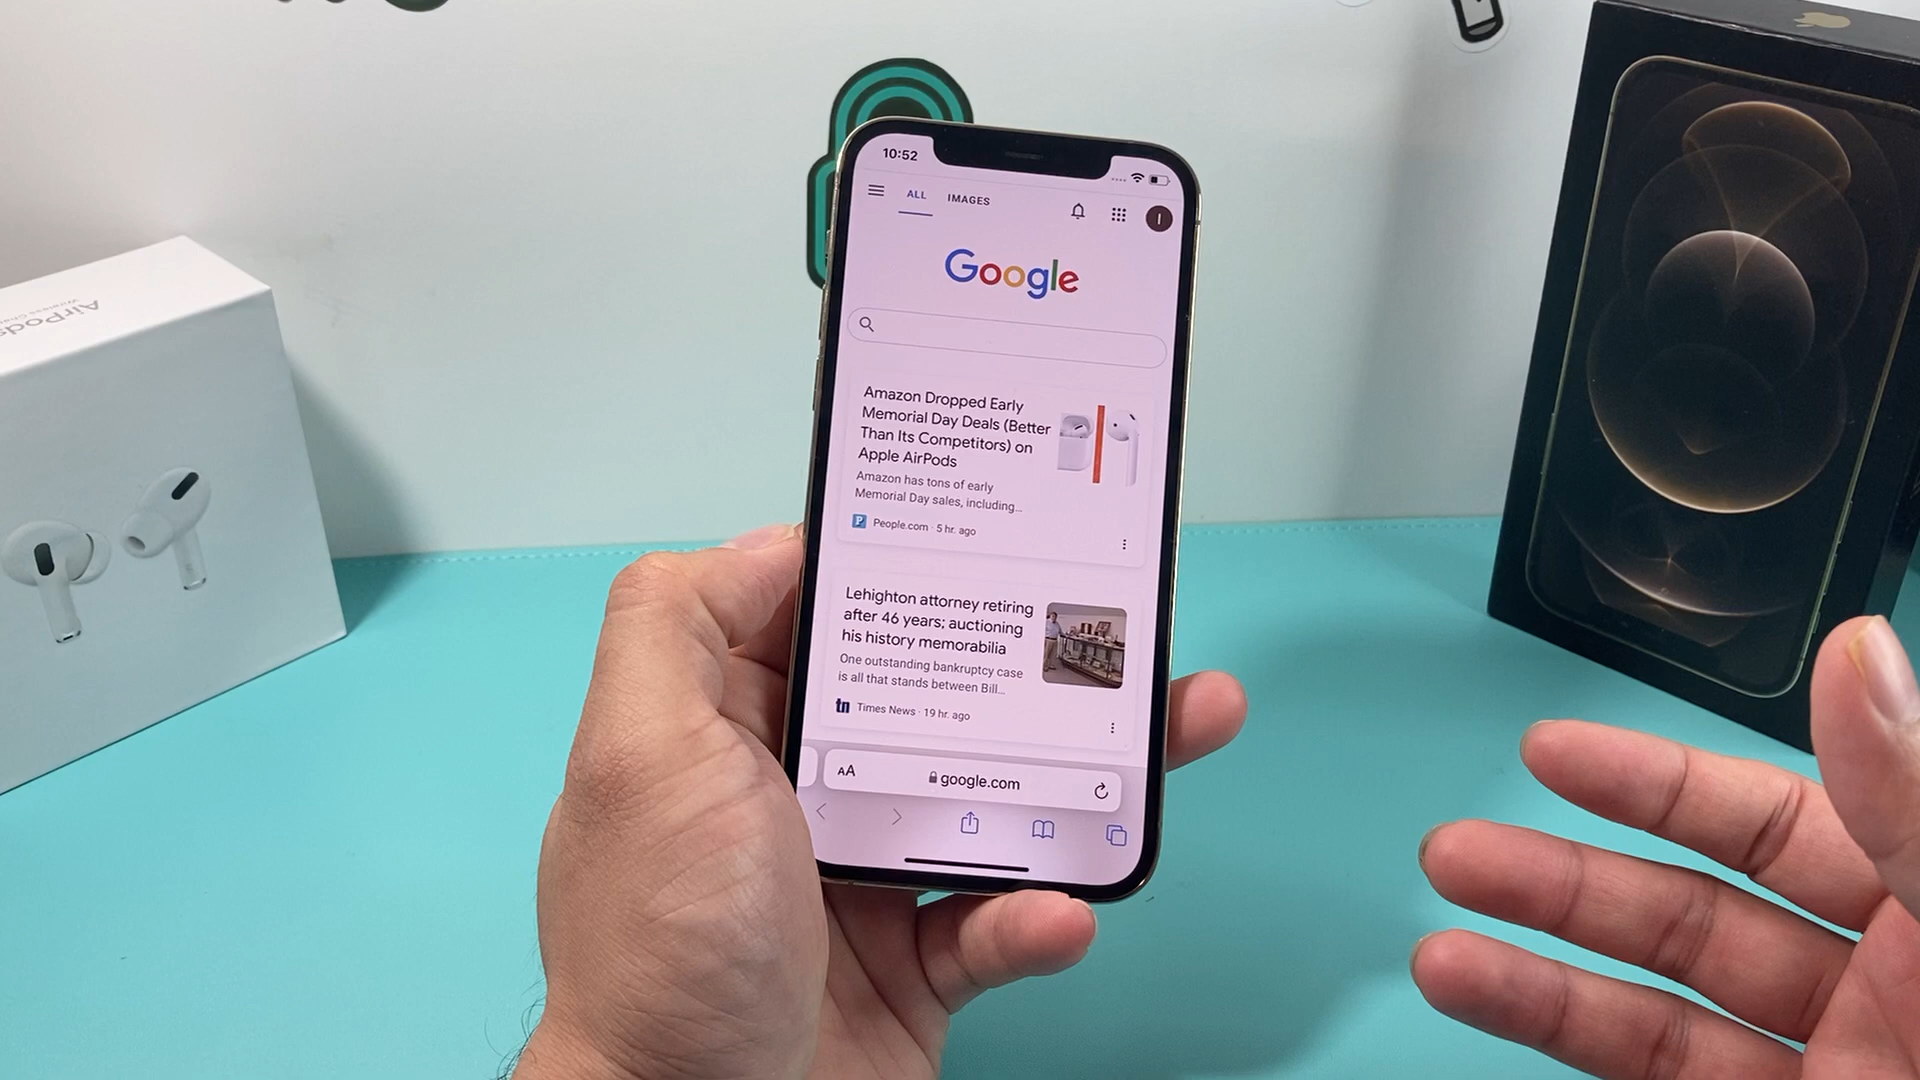 AirPods
10:52
ALL IMAGES
I
Google
Amazon Dropped Early
Memorial Day Deals (Better
Than Its Competitors) on
Apple AirPods
Amazon has tons of early
Memorial Day sales, including...
P People.com · 5 hr. ago
Lehighton attorney retiring
after 46 years; auctioning
his history memorabilia
One outstanding bankruptcy case
is all that stands between Bill...
tn Times News · 19 hr. ago
AA google.com